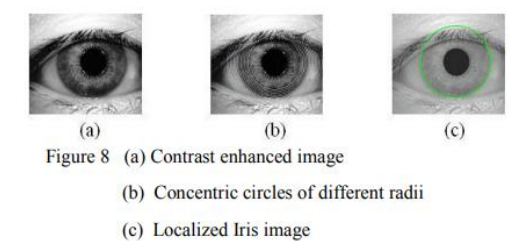 (a) (b) (c)
Figure 8 (a) Contrast enhanced image
(b) Concentric circles of different radii
(c) Localized Iris image